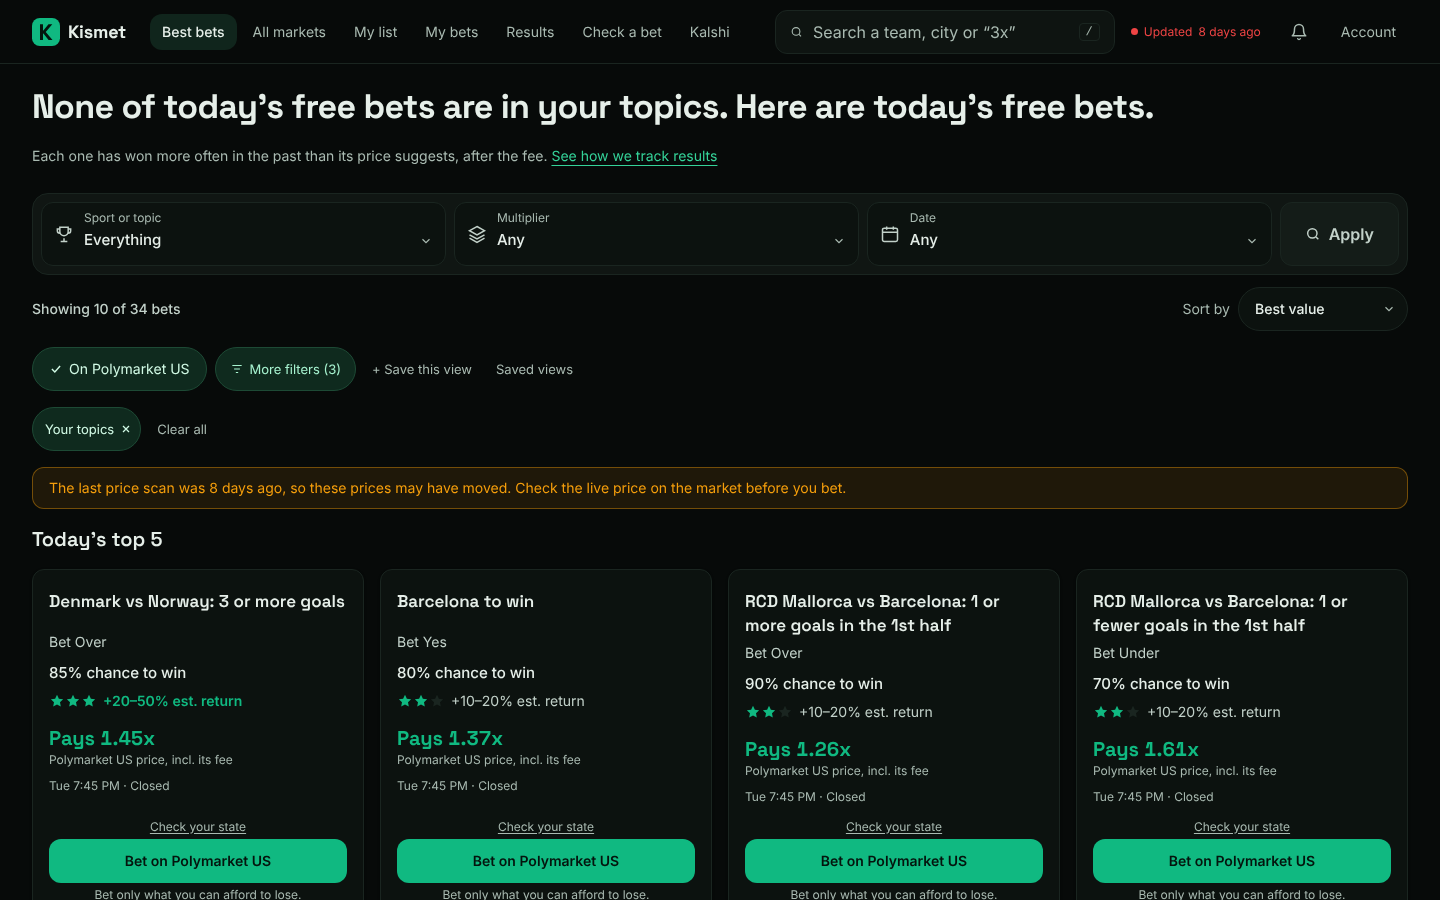 Kismet
Best bets
All markets
My list
My bets
Results
Check a bet
Kalshi
Search a team, city or “3x”
/
Updated 8 days ago
Account
None of today’s free bets are in your topics. Here are today’s free bets.
Each one has won more often in the past than its price suggests, after the fee. See how we track results
Sport or topic
Everything
Multiplier
Any
Date
Any
Apply
Showing 10 of 34 bets
Sort by
Best value
On Polymarket US
More filters (3)
+ Save this view
Saved views
Your topics ×
Clear all
The last price scan was 8 days ago, so these prices may have moved. Check the live price on the market before you bet.
Today’s top 5
Denmark vs Norway: 3 or more goals
Bet Over
85% chance to win
+20–50% est. return
Pays 1.45x
Polymarket US price, incl. its fee
Tue 7:45 PM · Closed
Check your state
Bet on Polymarket US
Bet only what you can afford to lose.
Barcelona to win
Bet Yes
80% chance to win
+10–20% est. return
Pays 1.37x
Polymarket US price, incl. its fee
Tue 7:45 PM · Closed
Check your state
Bet on Polymarket US
Bet only what you can afford to lose.
RCD Mallorca vs Barcelona: 1 or
more goals in the 1st half
Bet Over
90% chance to win
+10–20% est. return
Pays 1.26x
Polymarket US price, incl. its fee
Tue 7:45 PM · Closed
Check your state
Bet on Polymarket US
Bet only what you can afford to lose.
RCD Mallorca vs Barcelona: 1 or
fewer goals in the 1st half
Bet Under
70% chance to win
+10–20% est. return
Pays 1.61x
Polymarket US price, incl. its fee
Tue 7:45 PM · Closed
Check your state
Bet on Polymarket US
Bet only what you can afford to lose.